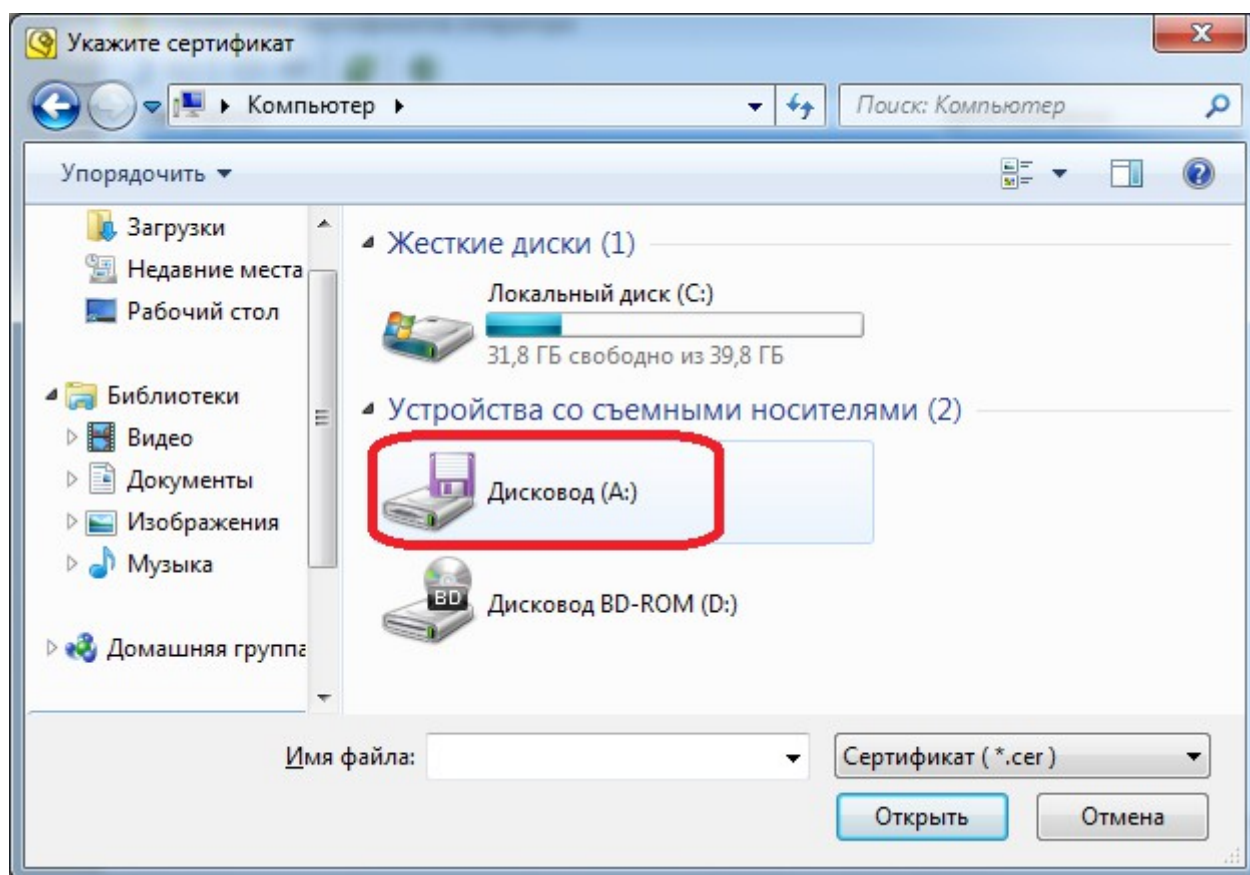 Укажите сертификат
Компьютер
Поиск: Компьютер
Упорядочить
Загрузки
Недавние места
Рабочий стол
Библиотеки
Видео
Документы
Изображения
Музыка
Домашняя группа
Жесткие диски (1)
Локальный диск (C:)
31,8 ГБ свободно из 39,8 ГБ
Устройства со съемными носителями (2)
Дисковод (A:)
BD
Дисковод BD-ROM (D:)
Имя файла:
Сертификат ( *.cer )
Открыть
Отмена